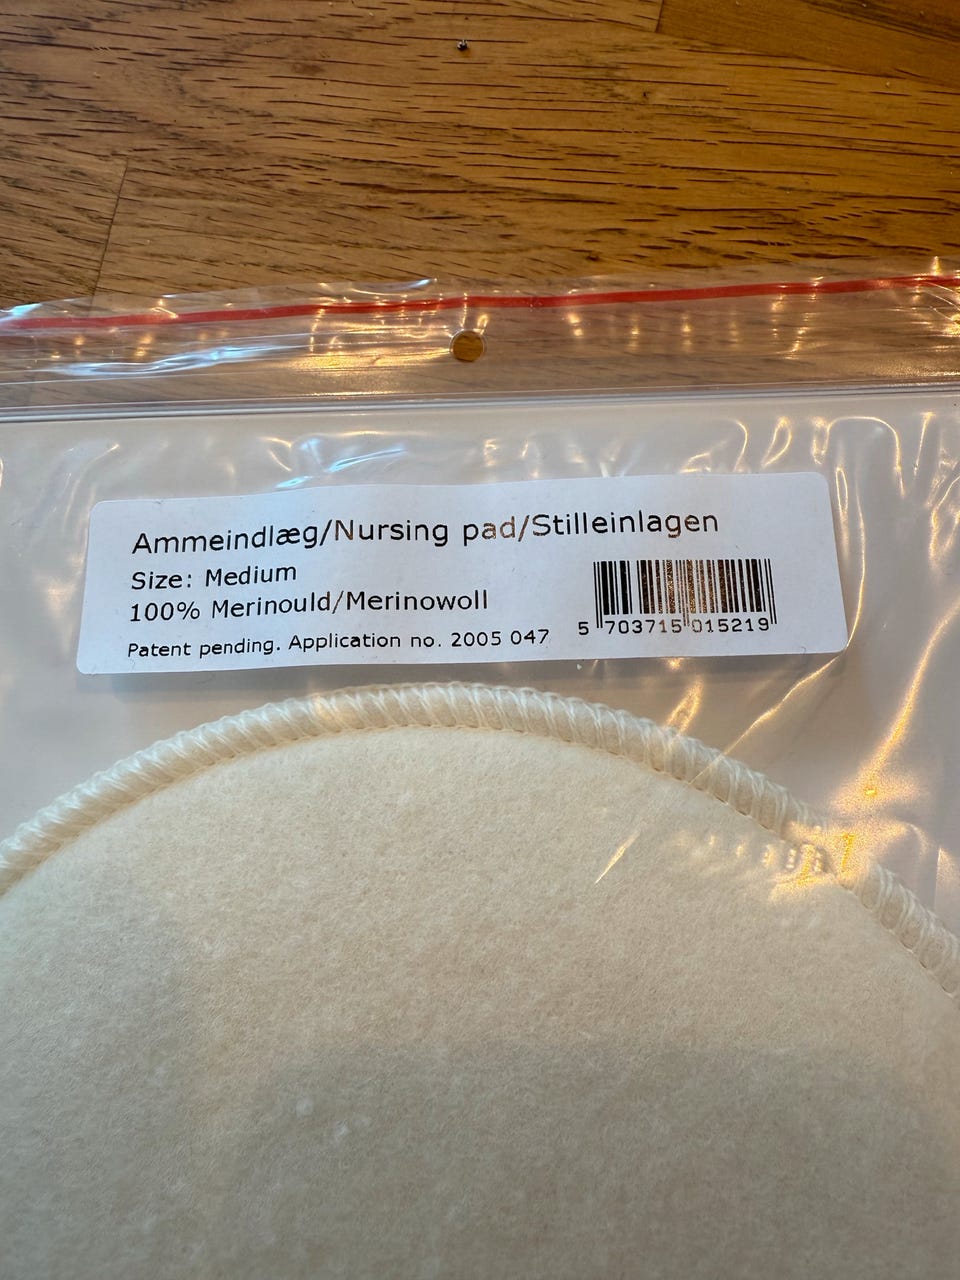 Ammeindlæg/Nursing pad/Stilleinlagen
Size: Medium
100% Merinould/Merinowoll
Patent pending. Application no. 2005 047
5 703715 015219